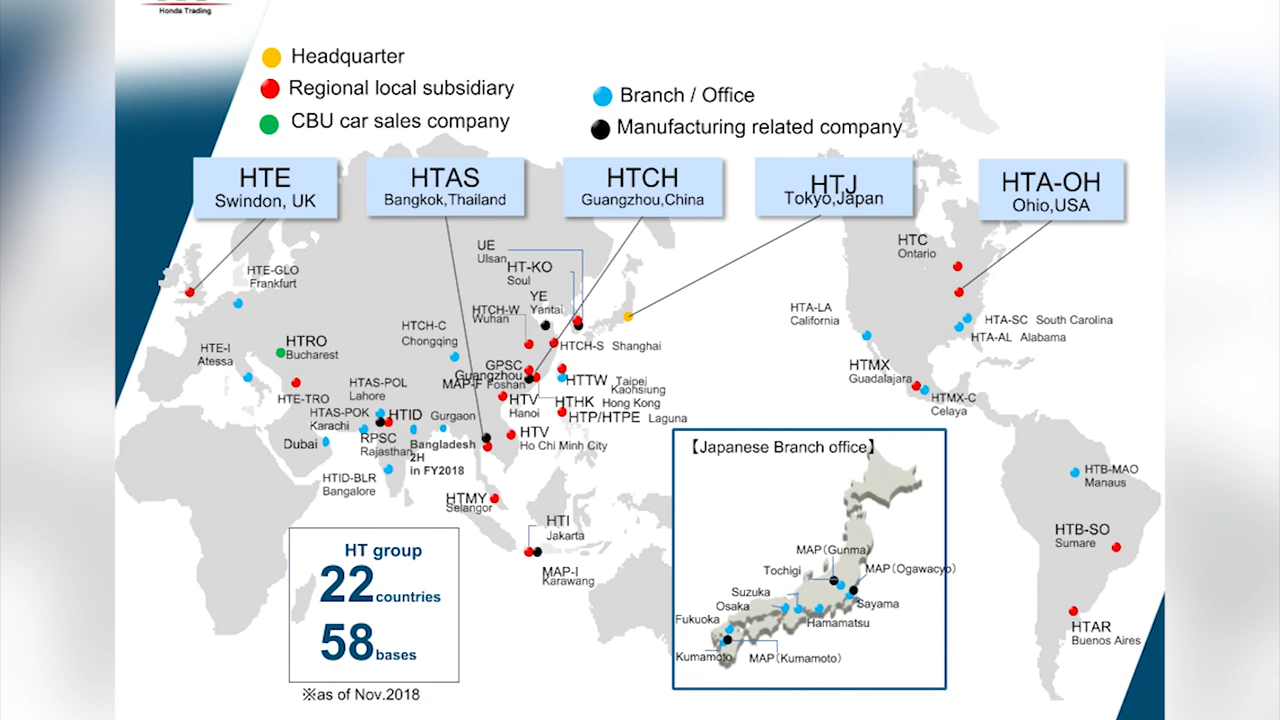 Honda Trading
Headquarter
Regional local subsidiary
CBU car sales company
Branch / Office
Manufacturing related company
HTE
Swindon, UK
HTAS
Bangkok,Thailand
HTCH
Guangzhou,China
HTJ
Tokyo,Japan
HTA-OH
Ohio,USA
HTE-GLO
Frankfurt
HTE-I
Atessa
HTRO
Bucharest
HTE-TRO
UE
Ulsan
HT-KO
Soul
YE
Yantai
HTCH-W
Wuhan
HTCH-C
Chongqing
HTCH-S Shanghai
GPSC
Guangzhou
MAP-F Foshan
HTTW Taipei
Kaohsiung
HTHK Hong Kong
HTV
Hanoi
HTP/HTPE Laguna
HTV
Ho Chi Minh City
HTAS-POL
Lahore
HTAS-POK
Karachi
HTID
Gurgaon
Dubai
RPSC
Rajasthan
Bangladesh
2H
in FY2018
HTID-BLR
Bangalore
HTMY
Selangor
HTI
Jakarta
MAP-I
Karawang
HTC
Ontario
HTA-LA
California
HTA-SC South Carolina
HTA-AL Alabama
HTMX
Guadalajara
HTMX-C
Celaya
HTB-MAO
Manaus
HTB-SO
Sumare
HTAR
Buenos Aires
HT group
22 countries
58 bases
※as of Nov.2018
【Japanese Branch office】
MAP(Gunma)
Tochigi
MAP(Ogawacyo)
Suzuka
Osaka
Sayama
Fukuoka
Hamamatsu
Kumamoto
MAP(Kumamoto)